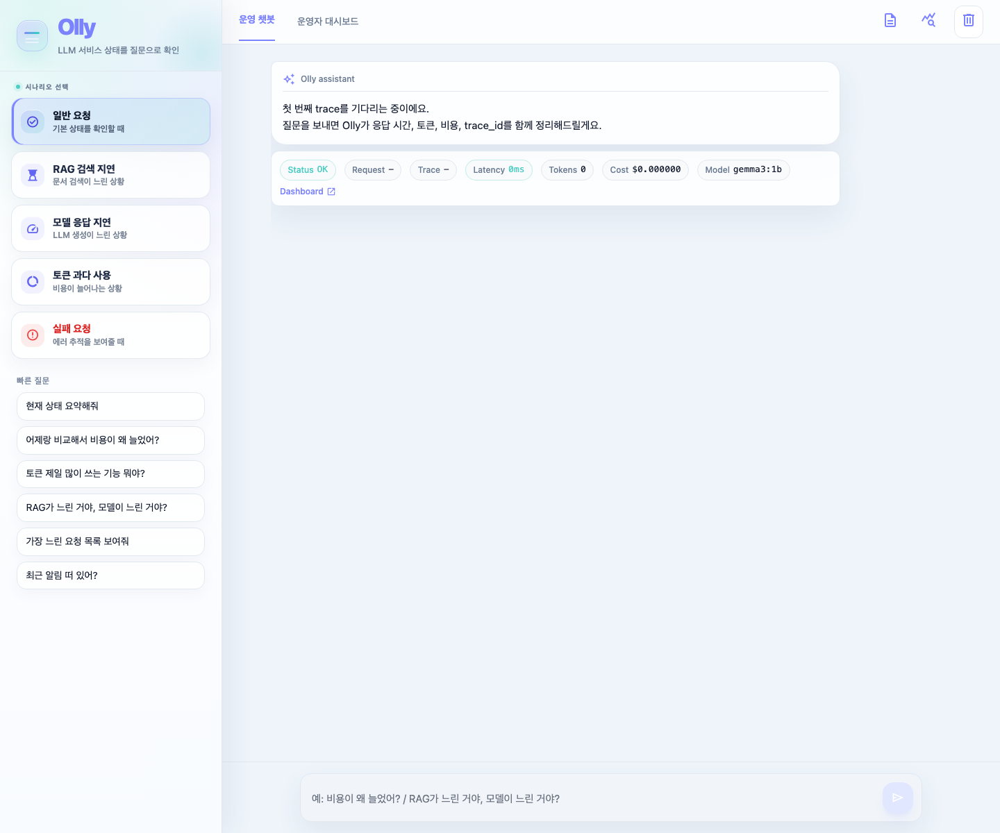 Olly
LLM 서비스 상태를 질문으로 확인
시나리오 선택
일반 요청
기본 상태를 확인할 때
RAG 검색 지연
문서 검색이 느린 상황
모델 응답 지연
LLM 생성이 느린 상황
토큰 과다 사용
비용이 늘어나는 상황
실패 요청
에러 추적을 보여줄 때
빠른 질문
현재 상태 요약해줘
어제랑 비교해서 비용이 왜 늘었어?
토큰 제일 많이 쓰는 기능 뭐야?
RAG가 느린 거야, 모델이 느린 거야?
가장 느린 요청 목록 보여줘
최근 알림 떠 있어?
운영 챗봇
운영자 대시보드
Olly assistant
첫 번째 trace를 기다리는 중이에요.
질문을 보내면 Olly가 응답 시간, 토큰, 비용, trace_id를 함께 정리해드릴게요.
Status OK
Request –
Trace –
Latency 0ms
Tokens 0
Cost $0.000000
Model gemma3:1b
Dashboard
예: 비용이 왜 늘었어? / RAG가 느린 거야, 모델이 느린 거야?